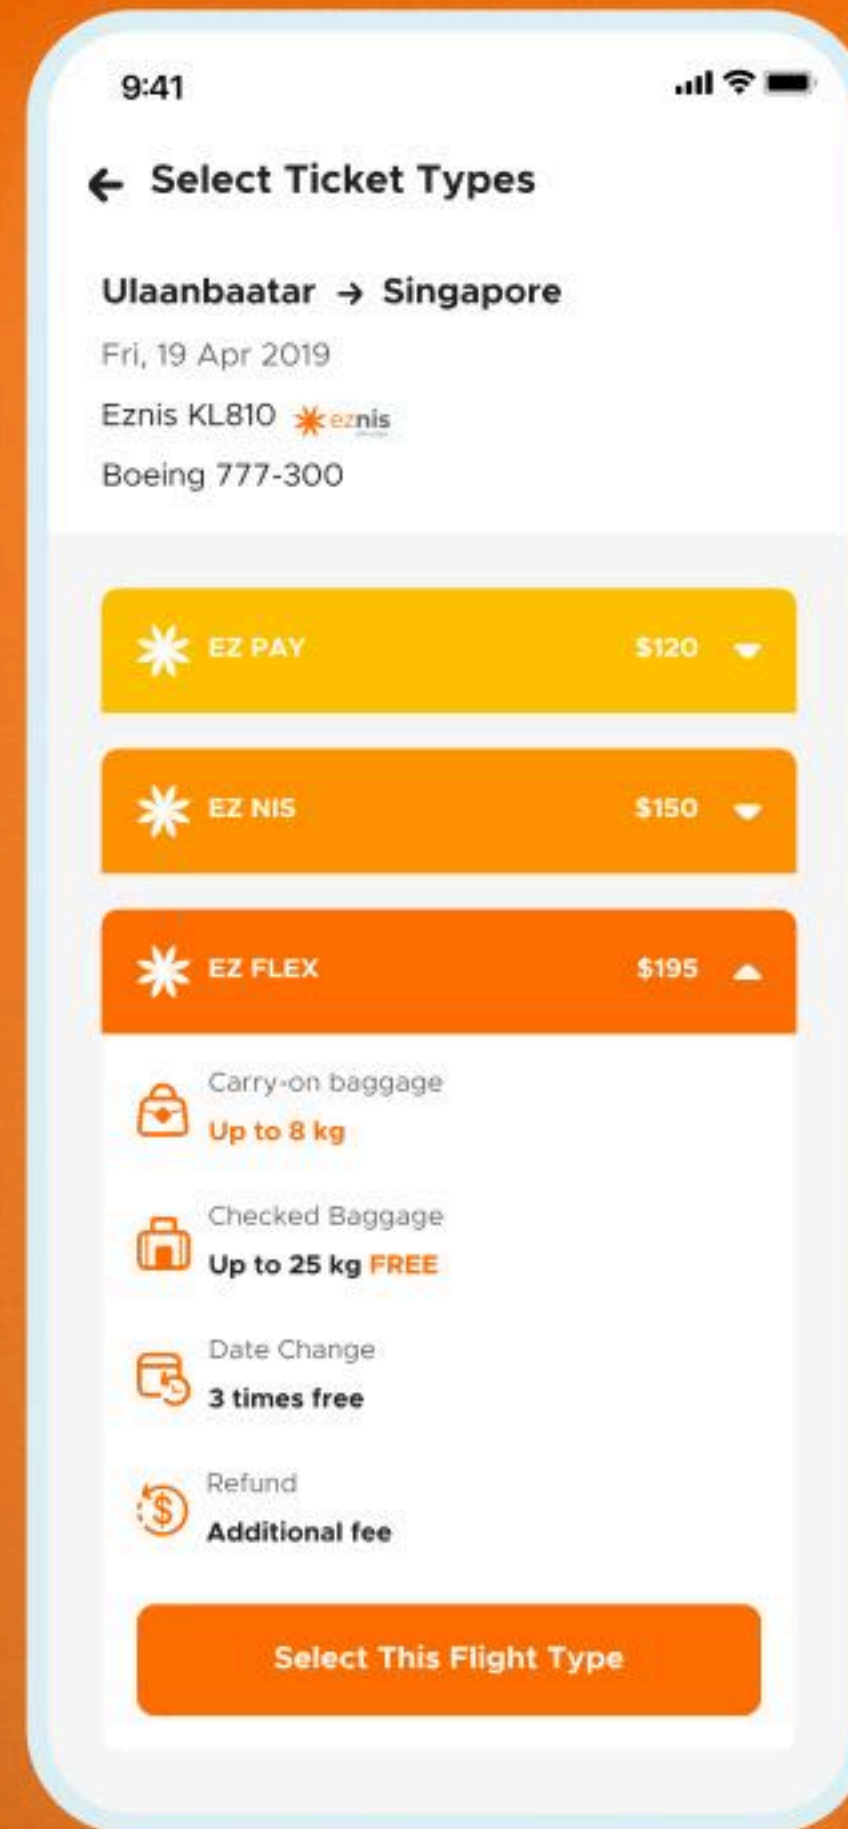 9:41
Select Ticket Types
Ulaanbaatar → Singapore
Fri, 19 Apr 2019
Eznis KL810 eznis
Boeing 777-300
EZ PAY $120
EZ NIS $150
EZ FLEX $195
Carry-on baggage
Up to 8 kg
Checked Baggage
Up to 25 kg FREE
Date Change
3 times free
Refund
Additional fee
Select This Flight Type